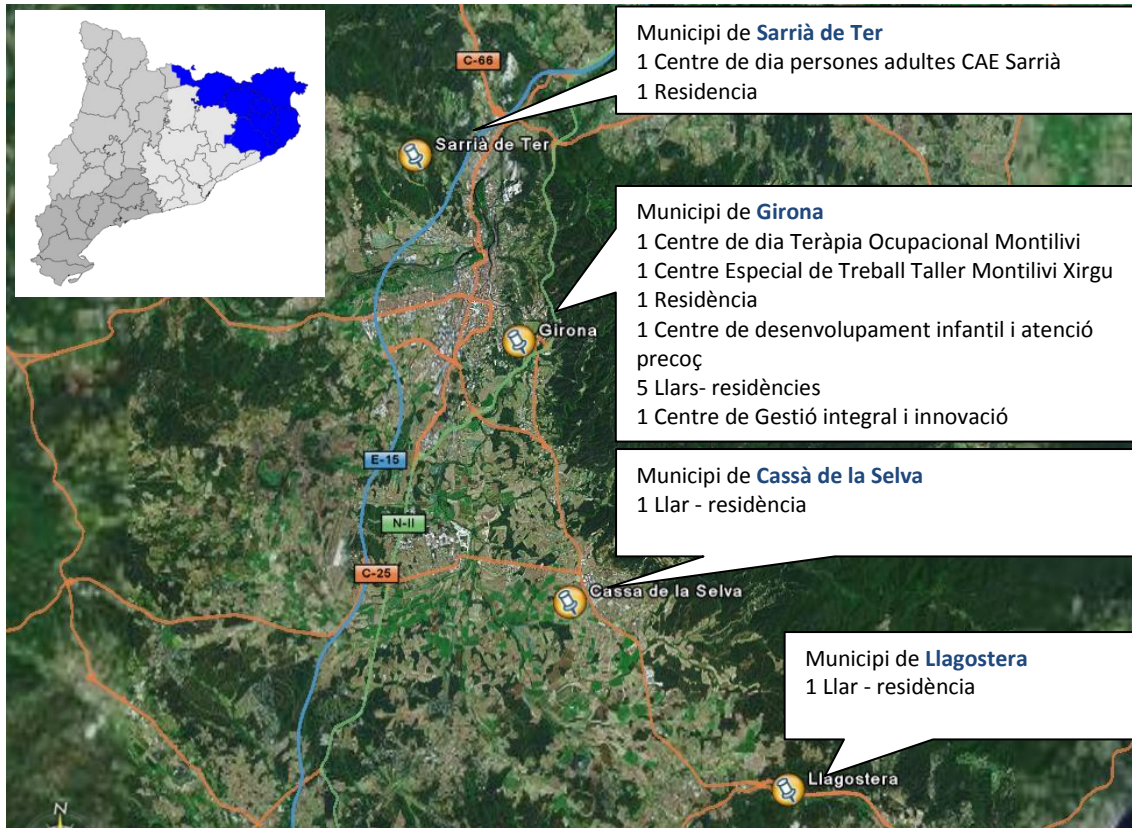 Municipi de Sarrià de Ter
1 Centre de dia persones adultes CAE Sarrià
1 Residencia
C-66
Sarrià de Ter
Municipi de Girona
1 Centre de dia Teràpia Ocupacional Montilivi
1 Centre Especial de Treball Taller Montilivi Xirgu
1 Residència
1 Centre de desenvolupament infantil i atenció
precoç
5 Llars- residències
1 Centre de Gestió integral i innovació
Girona
E-15
Municipi de Cassà de la Selva
1 Llar - residència
N-II
C-25
Cassa de la Selva
Municipi de Llagostera
1 Llar - residència
Llagostera
N